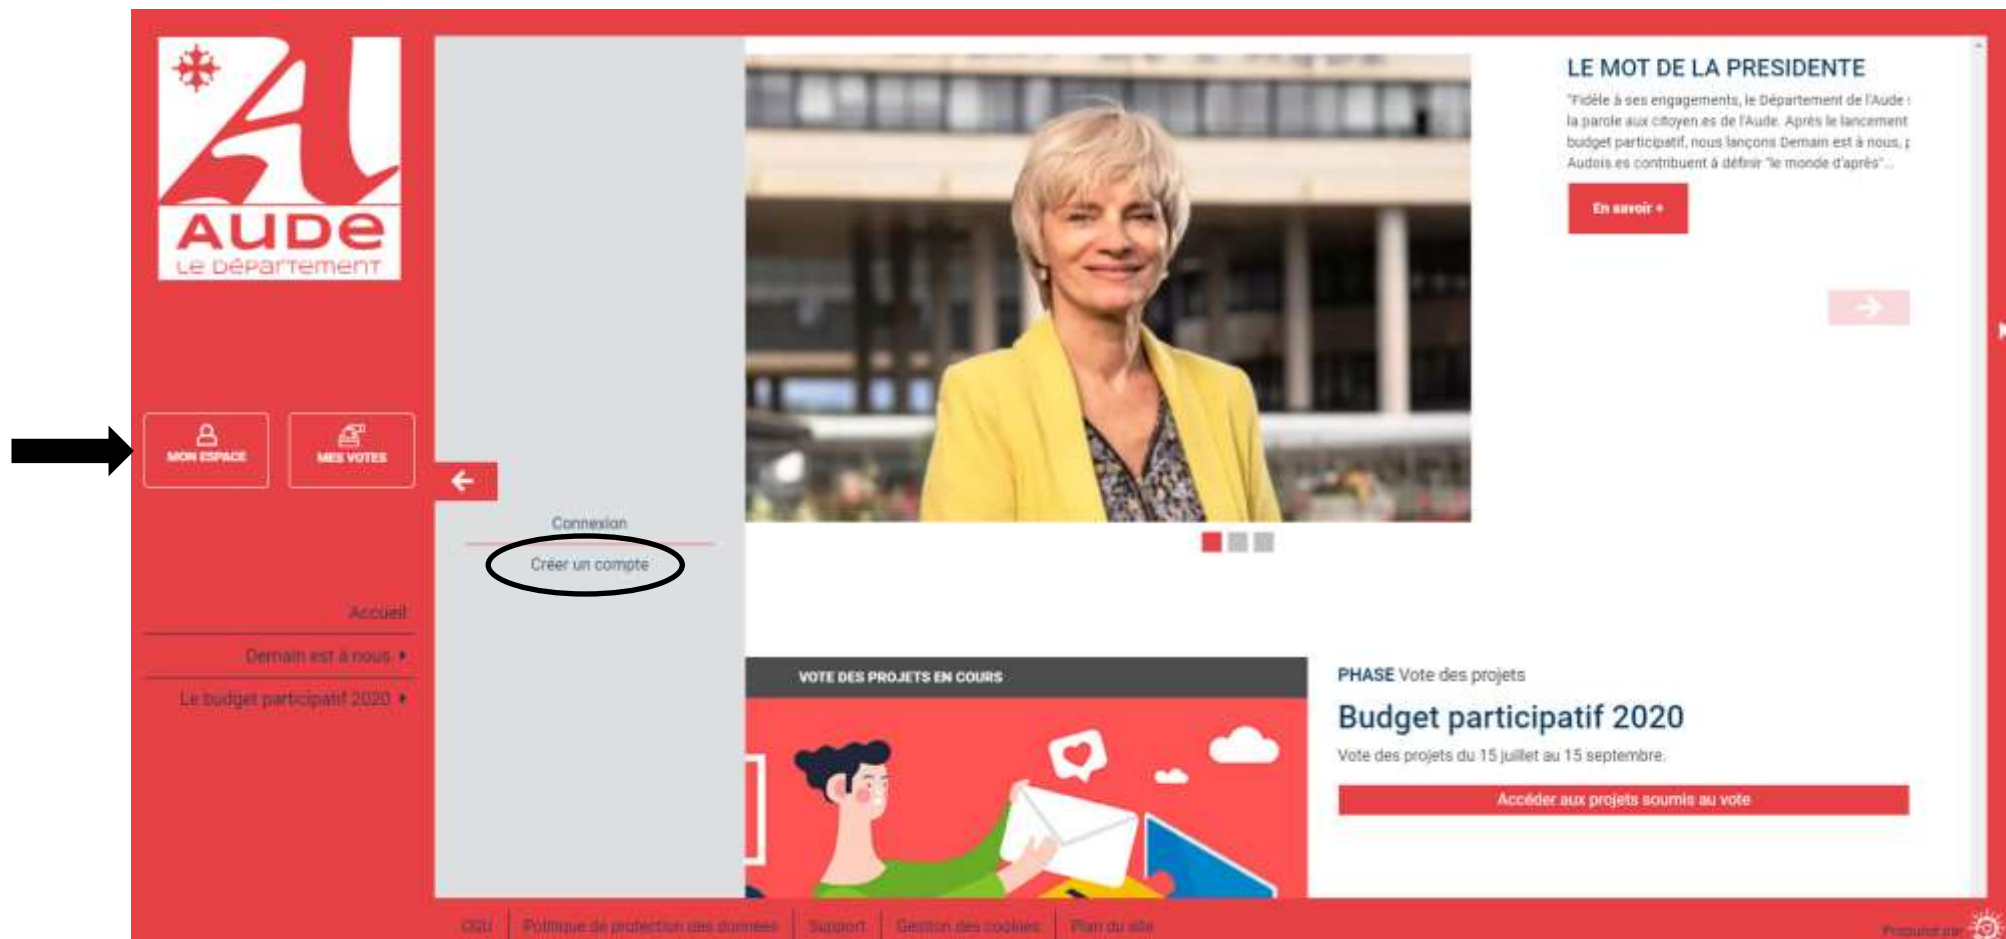 AUDe
Le DéParTemenT
MON ESPACE
MES VOTES
Accueil
Demain est à nous
Le budget participatif 2020
Connexion
Créer un compte
LE MOT DE LA PRESIDENTE
"Fidèle à ses engagements, le Département de l'Aude
la parole aux citoyen.es de l'Aude. Après le lancement
budget participatif, nous lançons Demain est à nous,
Audois.es contribuent à définir "le monde d'après"...
En savoir +
VOTE DES PROJETS EN COURS
PHASE Vote des projets
Budget participatif 2020
Vote des projets du 15 juillet au 15 septembre.
Accéder aux projets soumis au vote
CGU
Politique de protection des données
Support
Gestion des cookies
Plan du site
Propulsé par